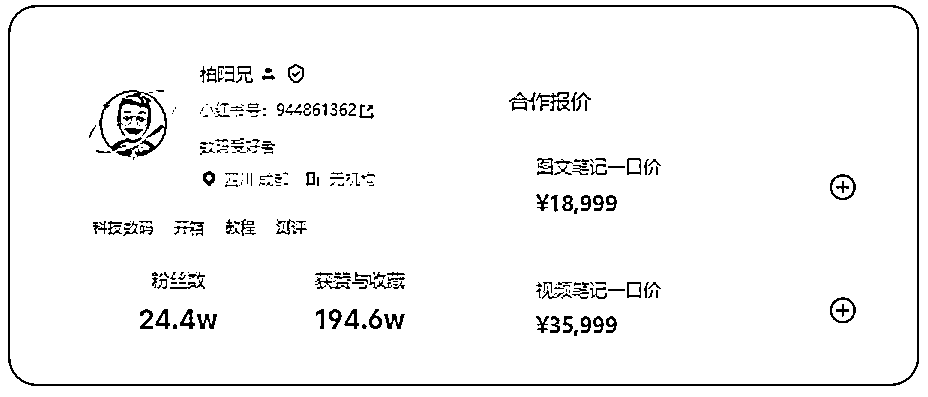 柏阳兄
小红书号：944861362
数码爱好者
四川 成都 无机构
科技数码 开箱 教程 测评
粉丝数 获赞与收藏
24.4w 194.6w
合作报价
图文笔记一口价
¥18,999
视频笔记一口价
¥35,999